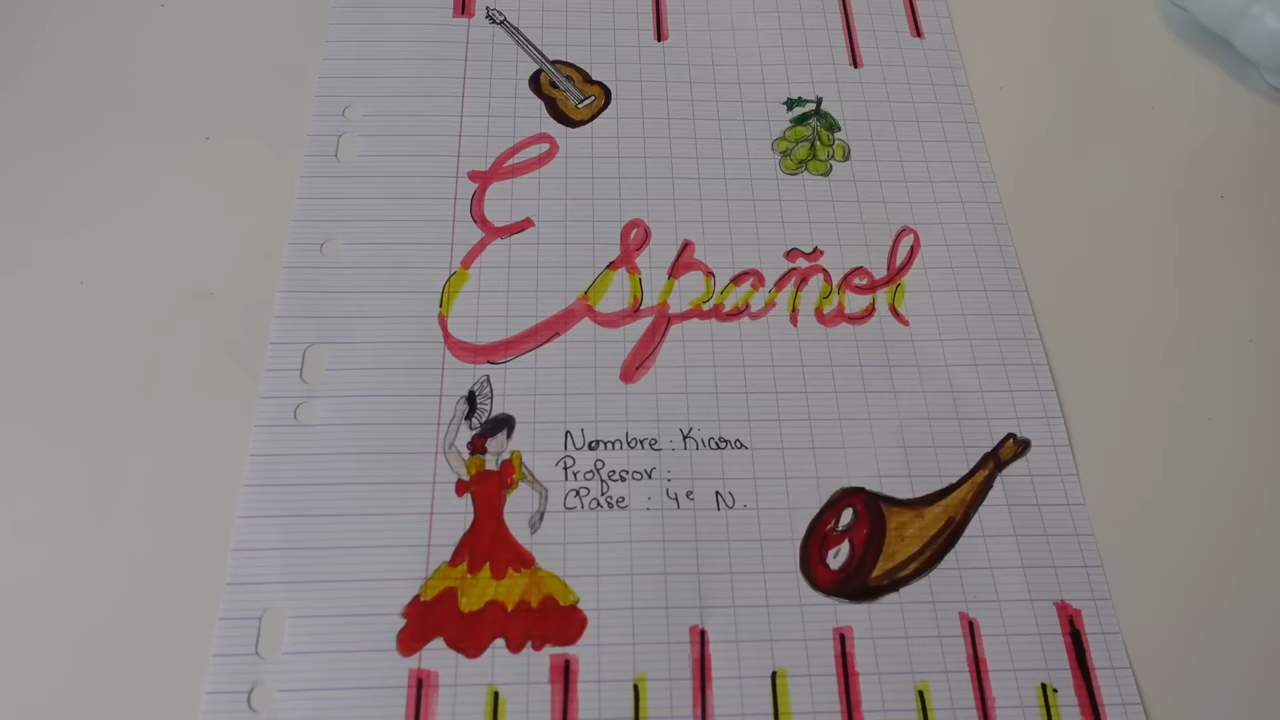 Español
Nombre : Kiara
Profesor :
Clase : 4e N.